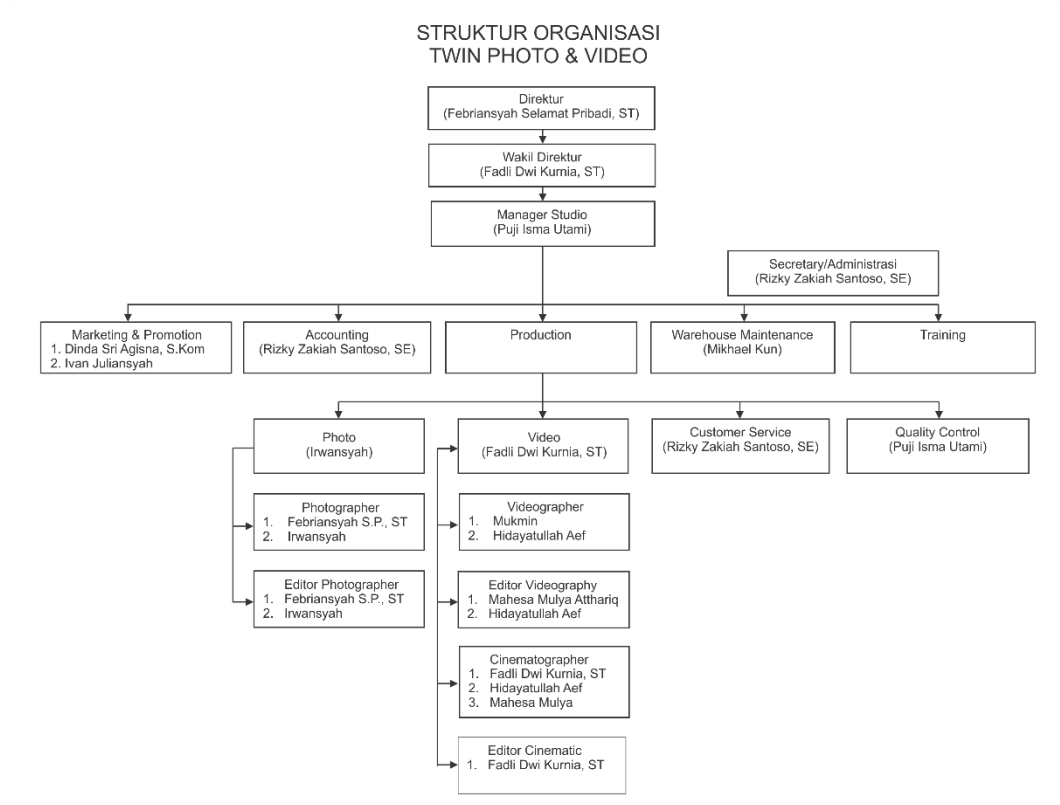 STRUKTUR ORGANISASI
TWIN PHOTO & VIDEO
Direktur
(Febriansyah Selamat Pribadi, ST)
Wakil Direktur
(Fadli Dwi Kurnia, ST)
Manager Studio
(Puji Isma Utami)
Secretary/Administrasi
(Rizky Zakiah Santoso, SE)
Marketing & Promotion
1. Dinda Sri Agisna, S.Kom
2. Ivan Juliansyah
Accounting
(Rizky Zakiah Santoso, SE)
Production
Warehouse Maintenance
(Mikhael Kun)
Training
Photo
(Irwansyah)
Video
(Fadli Dwi Kurnia, ST)
Customer Service
(Rizky Zakiah Santoso, SE)
Quality Control
(Puji Isma Utami)
Photographer
1. Febriansyah S.P., ST
2. Irwansyah
Videographer
1. Mukmin
2. Hidayatullah Aef
Editor Photographer
1. Febriansyah S.P., ST
2. Irwansyah
Editor Videography
1. Mahesa Mulya Atthariq
2. Hidayatullah Aef
Cinematographer
1. Fadli Dwi Kurnia, ST
2. Hidayatullah Aef
3. Mahesa Mulya
Editor Cinematic
1. Fadli Dwi Kurnia, ST